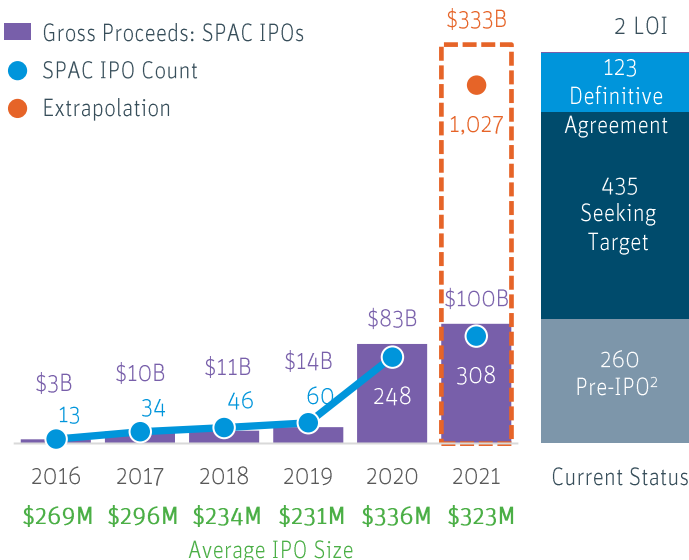 Gross Proceeds: SPAC IPOs
SPAC IPO Count
Extrapolation
$333B
1,027
$3B
$10B
$11B
$14B
$83B
$100B
13
34
46
60
248
308
2016
2017
2018
2019
2020
2021
$269M
$296M
$234M
$231M
$336M
$323M
Average IPO Size
2 LOI
123
Definitive
Agreement
435
Seeking
Target
260
Pre-IPO²
Current Status